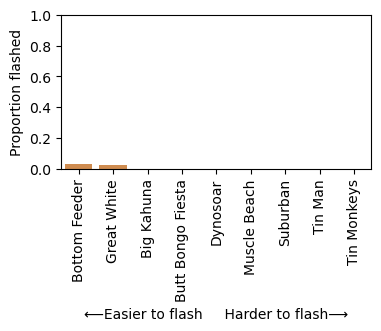 1.0
0.8
0.6
0.4
0.2
0.0
Proportion flashed
Bottom Feeder
Great White
Big Kahuna
Butt Bongo Fiesta
Dynosoar
Muscle Beach
Suburban
Tin Man
Tin Monkeys
⟵Easier to flash Harder to flash⟶